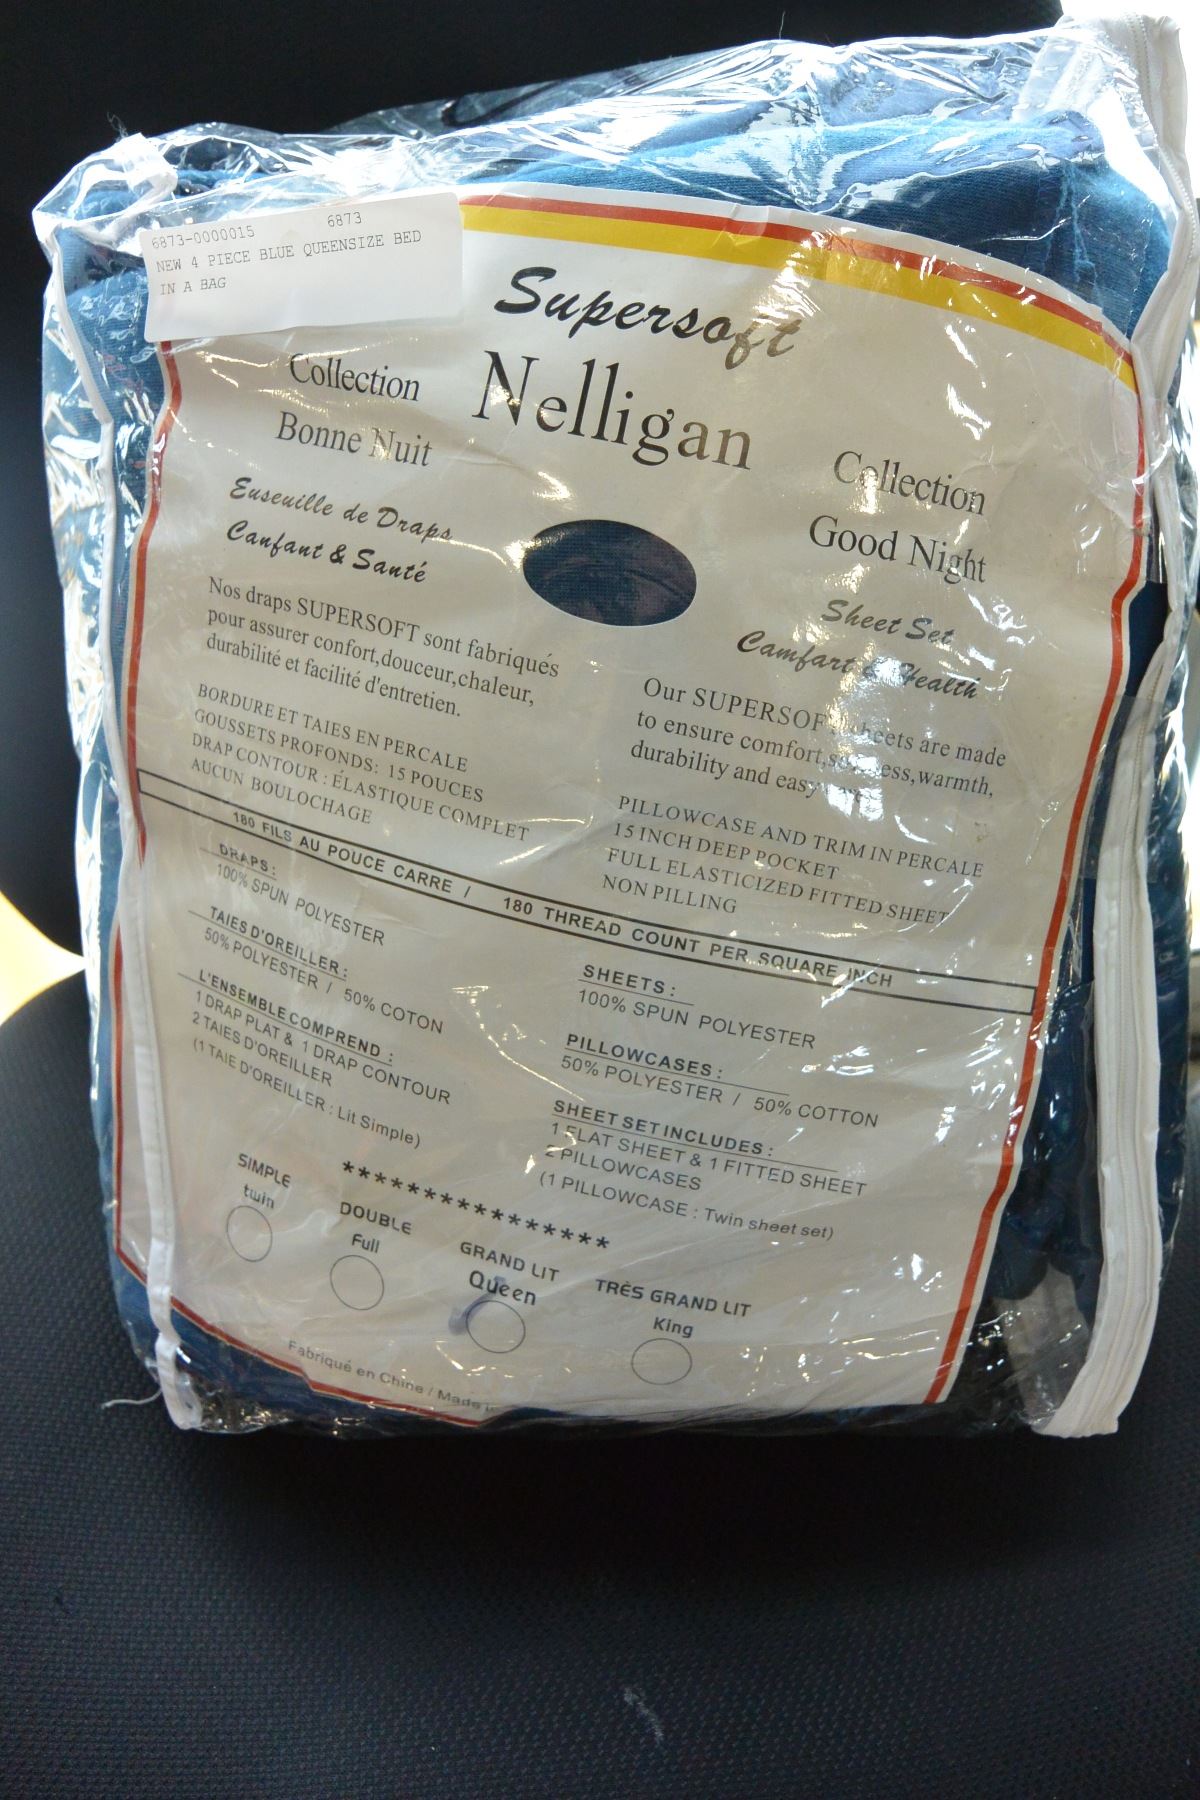 6873-0000015 6873
NEW 4 PIECE BLUE QUEENSIZE BED
IN A BAG
Supersoft
Nelligan
Collection
Bonne Nuit
Euseuille de Draps
Canfant & Santé
Nos draps SUPERSOFT sont fabriqués
pour assurer confort,douceur,chaleur,
durabilité et facilité d'entretien.
BORDURE ET TAIES EN PERCALE
GOUSSETS PROFONDS: 15 POUCES
DRAP CONTOUR : ÉLASTIQUE COMPLET
AUCUN BOULOCHAGE
Collection
Good Night
Sheet Set
Camfart & Health
Our SUPERSOFT sheets are made
to ensure comfort, warmth,
durability and easy
PILLOWCASE AND TRIM IN PERCALE
15 INCH DEEP POCKET
FULL ELASTICIZED FITTED SHEET
NON PILLING
180 FILS AU POUCE CARRE / 180 THREAD COUNT PER SQUARE INCH
DRAPS:
100% SPUN POLYESTER
TAIES D'OREILLER :
50% POLYESTER / 50% COTON
L'ENSEMBLE COMPREND :
1 DRAP PLAT & 1 DRAP CONTOUR
2 TAIES D'OREILLER
(1 TAIE D'OREILLER : Lit Simple)
SHEETS :
100% SPUN POLYESTER
PILLOWCASES :
50% POLYESTER / 50% COTTON
SHEET SET INCLUDES :
1 FLAT SHEET & 1 FITTED SHEET
2 PILLOWCASES
(1 PILLOWCASE : Twin sheet set)
***************
SIMPLE
twin
DOUBLE
Full
GRAND LIT
Queen
TRÈS GRAND LIT
King
Fabriqué en Chine / Made